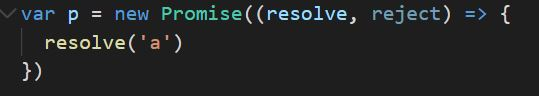 var p = new Promise((resolve, reject) => {
  resolve('a')
})